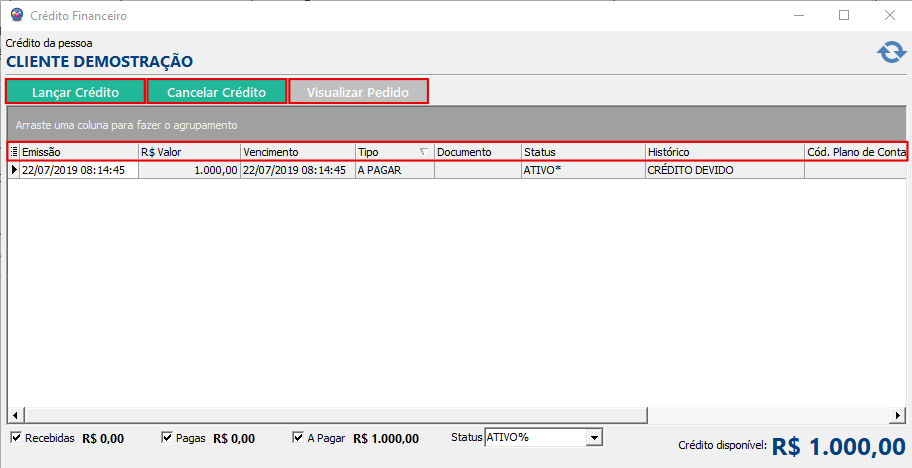 Crédito Financeiro
Crédito da pessoa
CLIENTE DEMOSTRAÇÃO
Lançar Crédito Cancelar Crédito Visualizar Pedido
Arraste uma coluna para fazer o agrupamento
Emissão R$ Valor Vencimento Tipo Documento Status Histórico Cód. Plano de Conta
22/07/2019 08:14:45 1.000,00 22/07/2019 08:14:45 A PAGAR ATIVO* CRÉDITO DEVIDO
Recebidas R$ 0,00 Pagas R$ 0,00 A Pagar R$ 1.000,00 Status ATIVO%
Crédito disponível: R$ 1.000,00